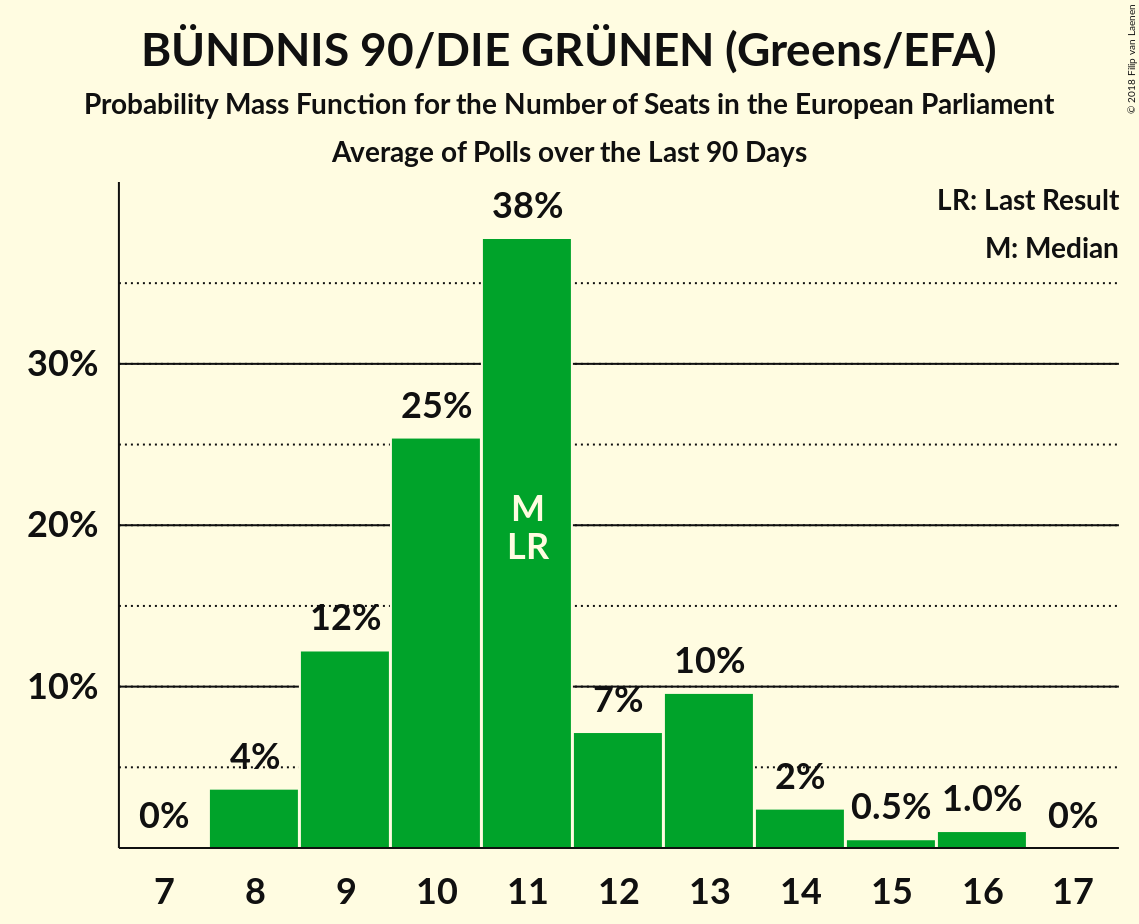 BÜNDNIS 90/DIE GRÜNEN (Greens/EFA)
Probability Mass Function for the Number of Seats in the European Parliament
Average of Polls over the Last 90 Days
© 2018 Filip van Laenen
LR: Last Result
M: Median
38%
30%
25%
M
20%
LR
12%
10%
10%
7%
4%
2%
1.0%
0.5%
0%
0%
7 8 9 10 11 12 13 14 15 16 17